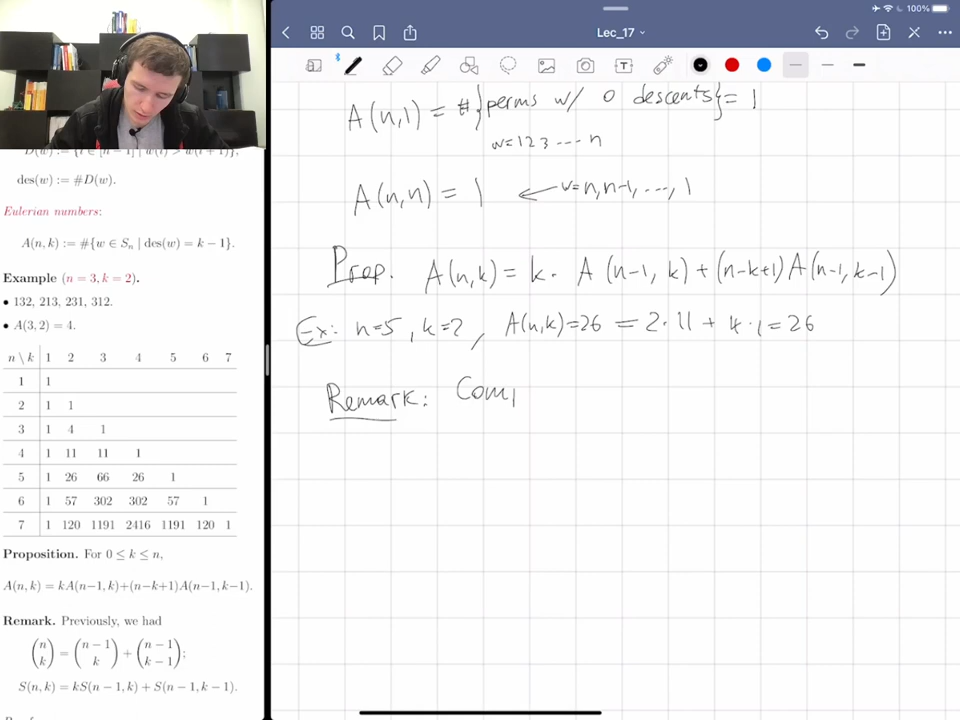 100%
Lec_17
D(w) := {i ∈ [n − 1] | w(i) > w(i + 1)},
des(w) := #D(w).
Eulerian numbers:
A(n, k) := #{w ∈ Sₙ | des(w) = k − 1}.
Example (n = 3, k = 2).
• 132, 213, 231, 312.
• A(3, 2) = 4.
n \ k 1 2 3 4 5 6 7
1 1
2 1 1
3 1 4 1
4 1 11 11 1
5 1 26 66 26 1
6 1 57 302 302 57 1
7 1 120 1191 2416 1191 120 1
Proposition. For 0 ≤ k ≤ n,
A(n, k) = kA(n−1, k)+(n−k+1)A(n−1, k−1).
Remark. Previously, we had
(n k) = (n − 1 k) + (n − 1 k − 1);
S(n, k) = kS(n − 1, k) + S(n − 1, k − 1).
A(n,1) = #{perms w/ 0 descents} = 1
w=123 ---- n
A(n,n) = 1 ← w=n,n-1,...,1
Prop. A(n,k) = k· A(n-1, k) + (n-k+1)A(n-1, k-1)
Ex: n=5, k=2, A(n,k)=26 = 2·11 + 4·1 = 26
Remark: Com